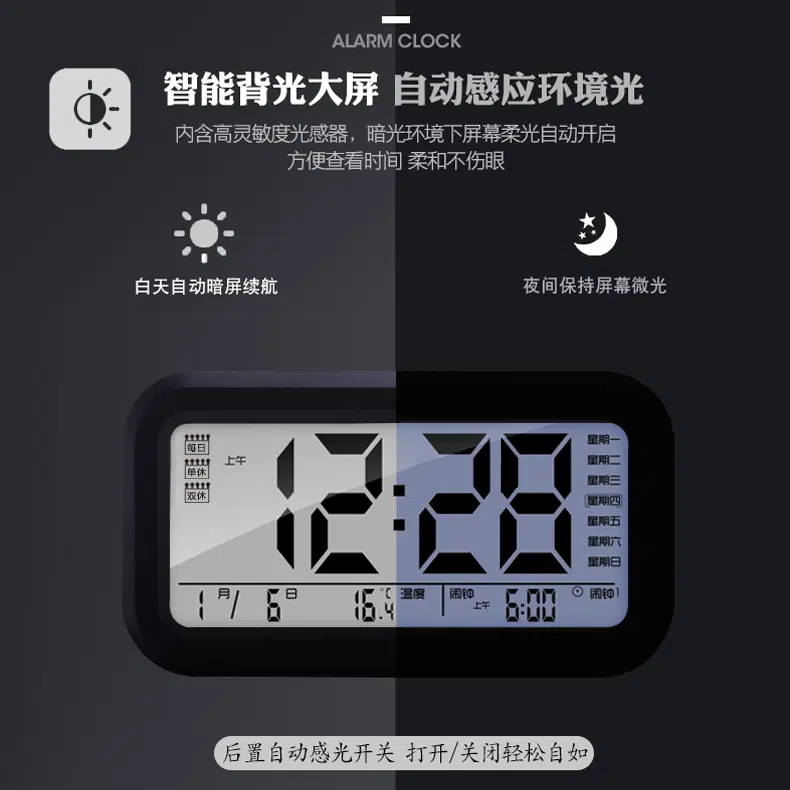 ALARM CLOCK
智能背光大屏 自动感应环境光
内含高灵敏度光感器，暗光环境下屏幕柔光自动开启
方便查看时间 柔和不伤眼
白天自动暗屏续航
夜间保持屏幕微光
每日
单休
双休
上午
12:28
星期一
星期二
星期三
星期四
星期五
星期六
星期日
1月/ 6日 16.4℃ 温度 闹钟 上午 6:00 闹钟1
后置自动感光开关 打开/关闭轻松自如